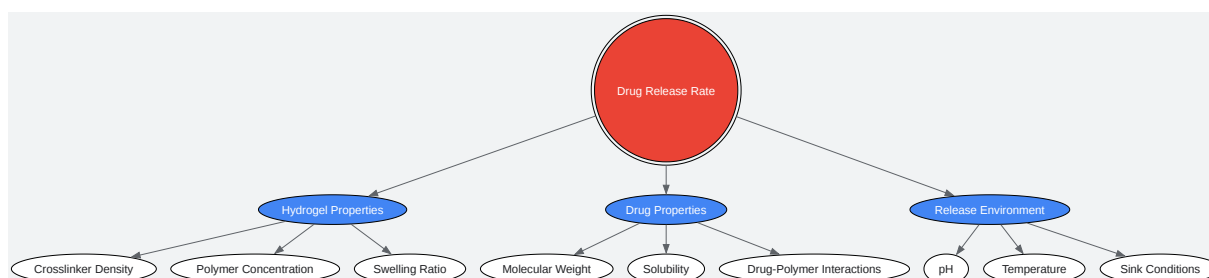 Drug Release Rate
Hydrogel Properties
Drug Properties
Release Environment
Crosslinker Density
Polymer Concentration
Swelling Ratio
Molecular Weight
Solubility
Drug-Polymer Interactions
pH
Temperature
Sink Conditions